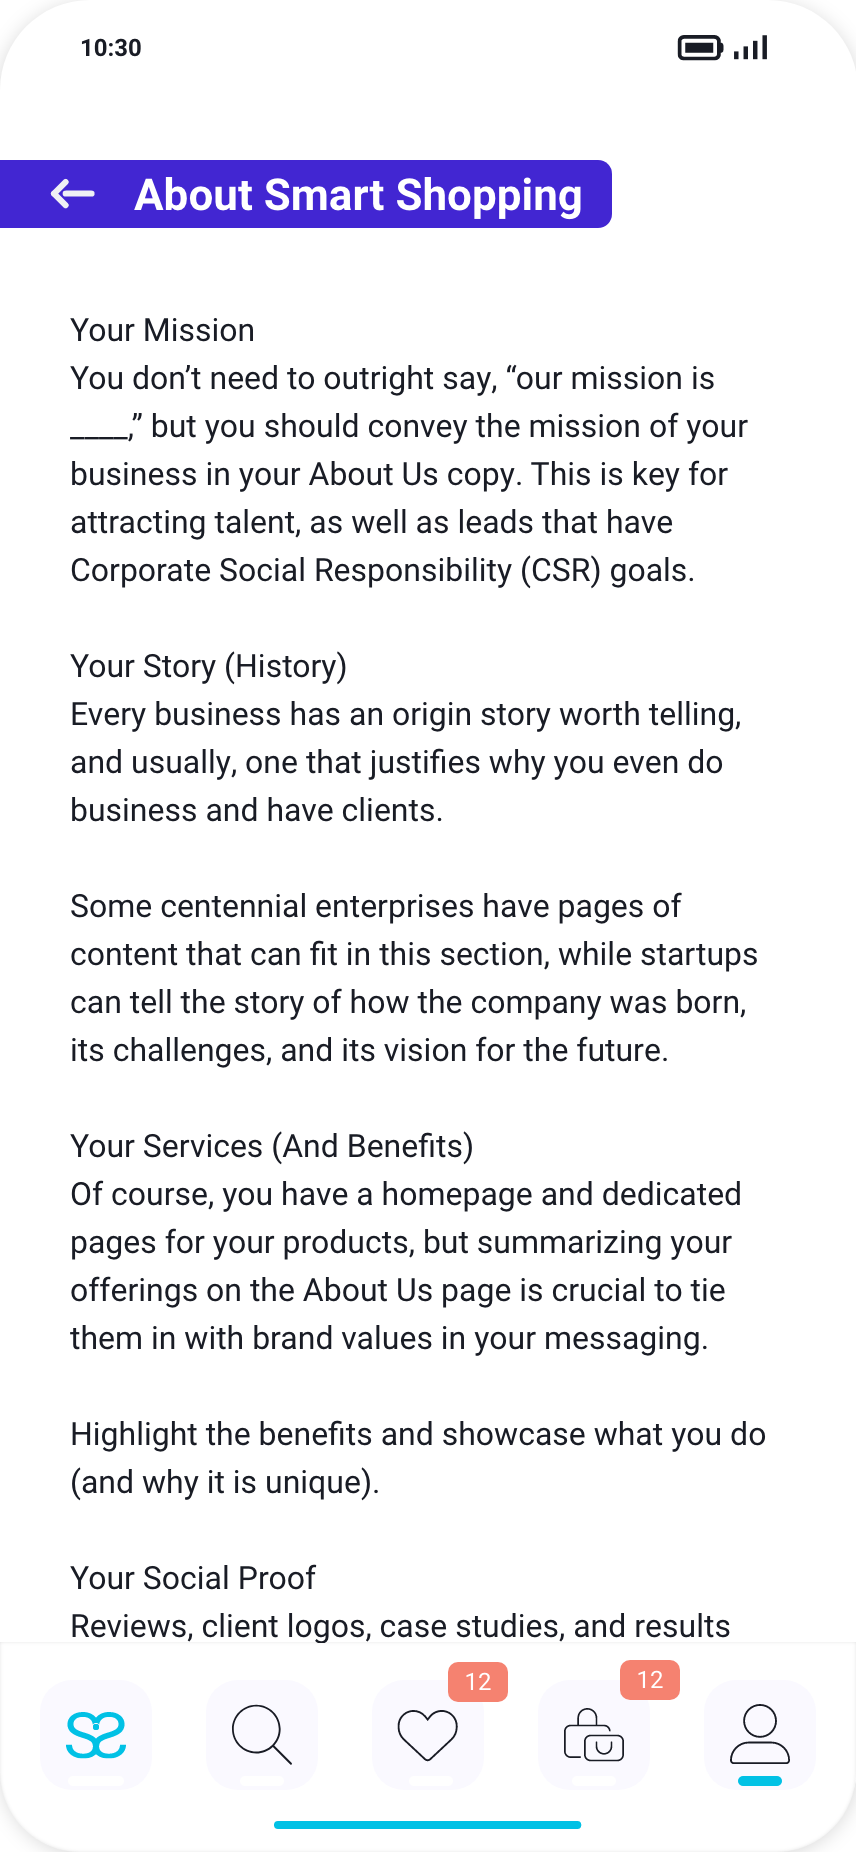 10:30
About Smart Shopping
Your Mission
You don’t need to outright say, “our mission is
____,” but you should convey the mission of your
business in your About Us copy. This is key for
attracting talent, as well as leads that have
Corporate Social Responsibility (CSR) goals.
Your Story (History)
Every business has an origin story worth telling,
and usually, one that justifies why you even do
business and have clients.
Some centennial enterprises have pages of
content that can fit in this section, while startups
can tell the story of how the company was born,
its challenges, and its vision for the future.
Your Services (And Benefits)
Of course, you have a homepage and dedicated
pages for your products, but summarizing your
offerings on the About Us page is crucial to tie
them in with brand values in your messaging.
Highlight the benefits and showcase what you do
(and why it is unique).
Your Social Proof
Reviews, client logos, case studies, and results
12
12